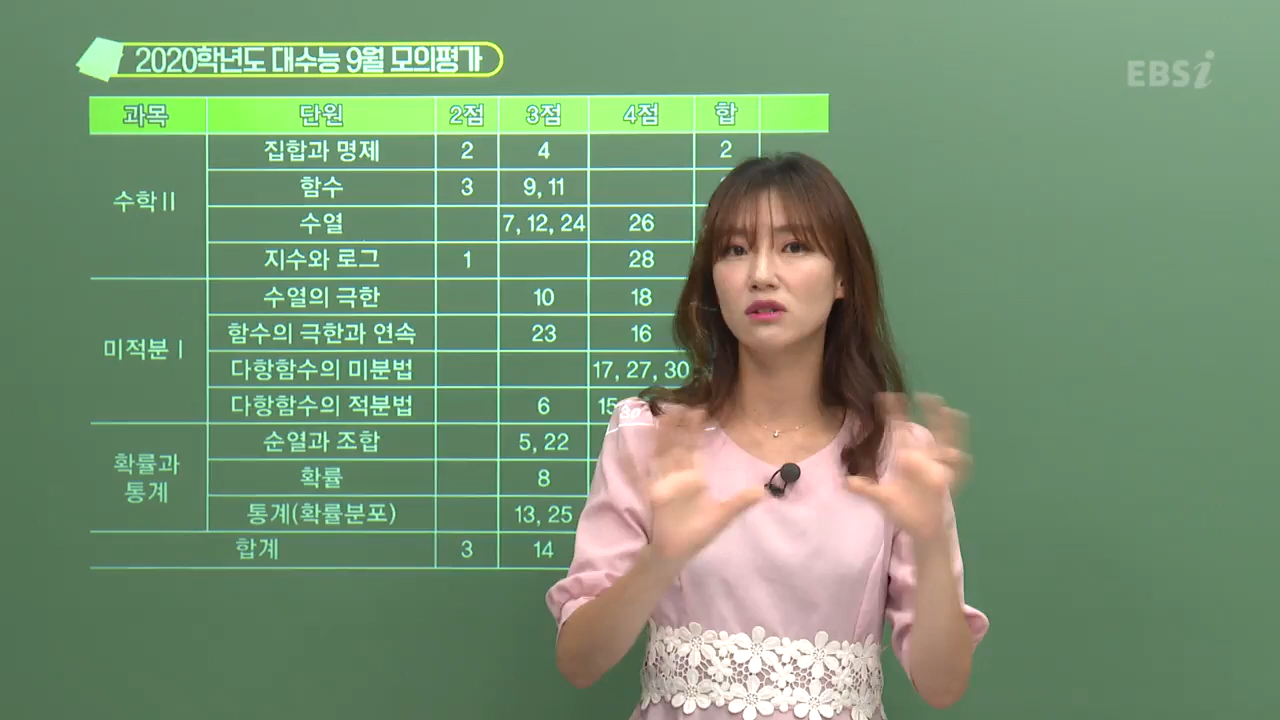 2020학년도 대수능 9월 모의평가
EBSi
과목 단원 2점 3점 4점 합
수학Ⅱ
집합과 명제 2 4 2
함수 3 9, 11
수열 7, 12, 24 26
지수와 로그 1 28
미적분Ⅰ
수열의 극한 10 18
함수의 극한과 연속 23 16
다항함수의 미분법 17, 27, 30
다항함수의 적분법 6 15
확률과
통계
순열과 조합 5, 22
확률 8
통계(확률분포) 13, 25
합계 3 14